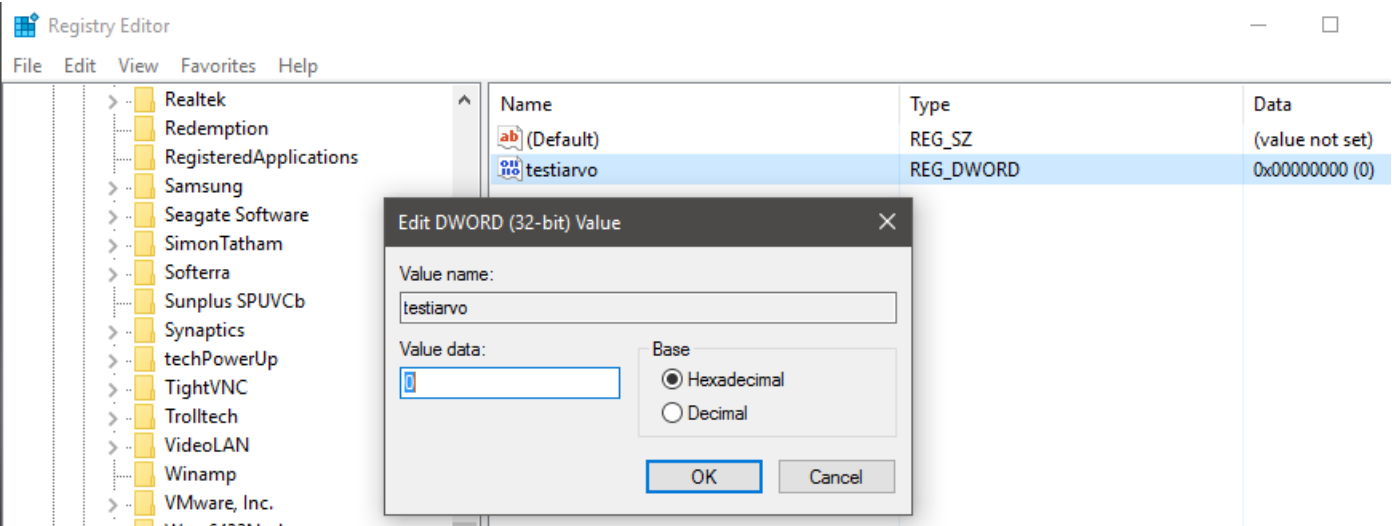 Registry Editor
File Edit View Favorites Help
Realtek
Redemption
RegisteredApplications
Samsung
Seagate Software
SimonTatham
Softerra
Sunplus SPUVCb
Synaptics
techPowerUp
TightVNC
Trolltech
VideoLAN
Winamp
VMware, Inc.
Name Type Data
(Default) REG_SZ (value not set)
testiarvo REG_DWORD 0x00000000 (0)
Edit DWORD (32-bit) Value
Value name:
testiarvo
Value data:
0
Base
Hexadecimal
Decimal
OK Cancel